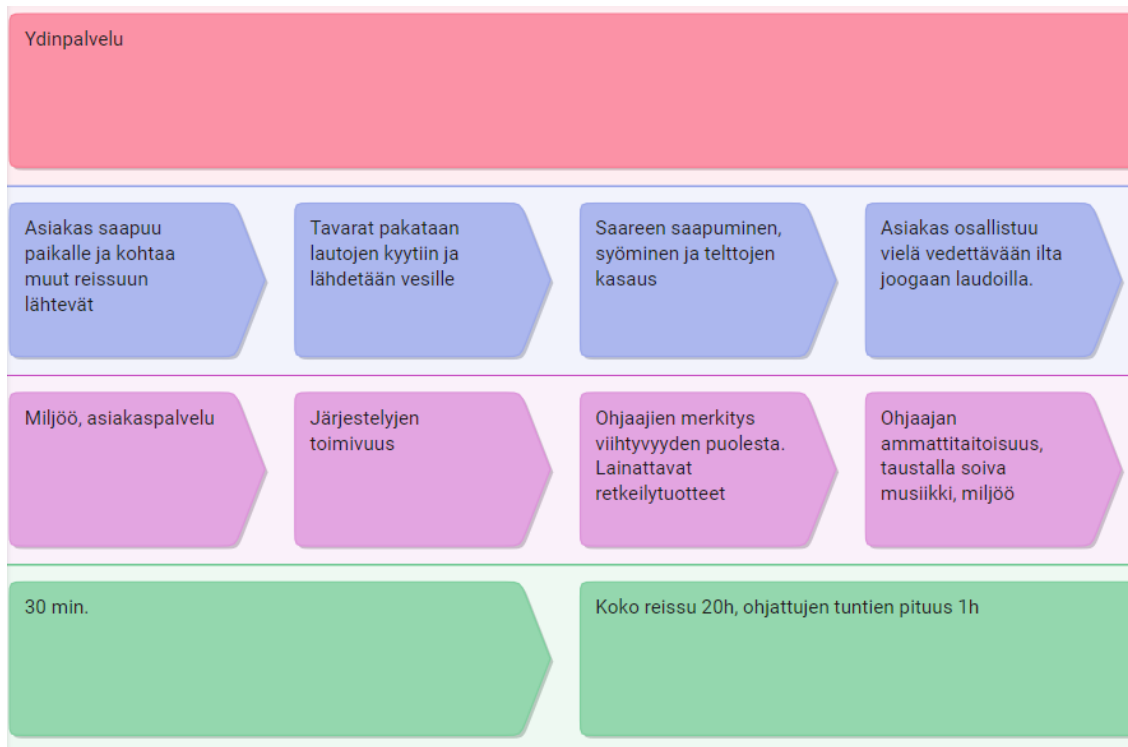 Ydinpalvelu
Asiakas saapuu
paikalle ja kohtaa
muut reissuun
lähtevät
Tavarat pakataan
lautojen kyytiin ja
lähdetään vesille
Saareen saapuminen,
syöminen ja telttojen
kasaus
Asiakas osallistuu
vielä vedettävään ilta
joogaan laudoilla.
Miljöö, asiakaspalvelu
Järjestelyjen
toimivuus
Ohjaajien merkitys
viihtyvyyden puolesta.
Lainattavat
retkeilytuotteet
Ohjaajan
ammattitaitoisuus,
taustalla soiva
musiikki, miljöö
30 min.
Koko reissu 20h, ohjattujen tuntien pituus 1h